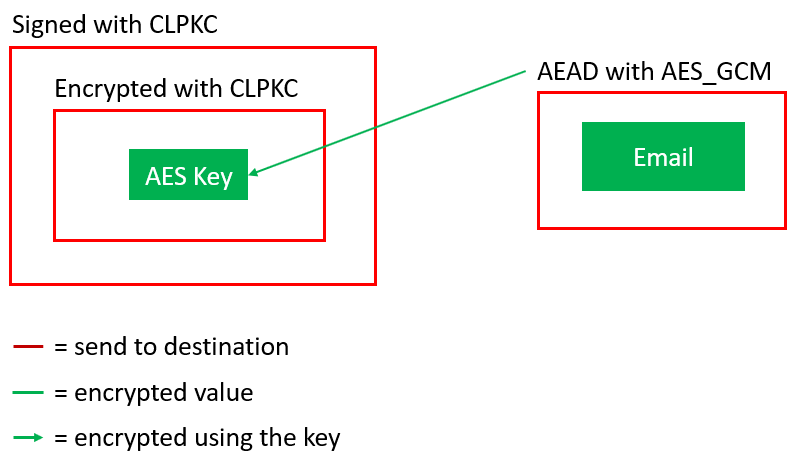 Signed with CLPKC
Encrypted with CLPKC
AES Key
AEAD with AES_GCM
Email
= send to destination
= encrypted value
= encrypted using the key